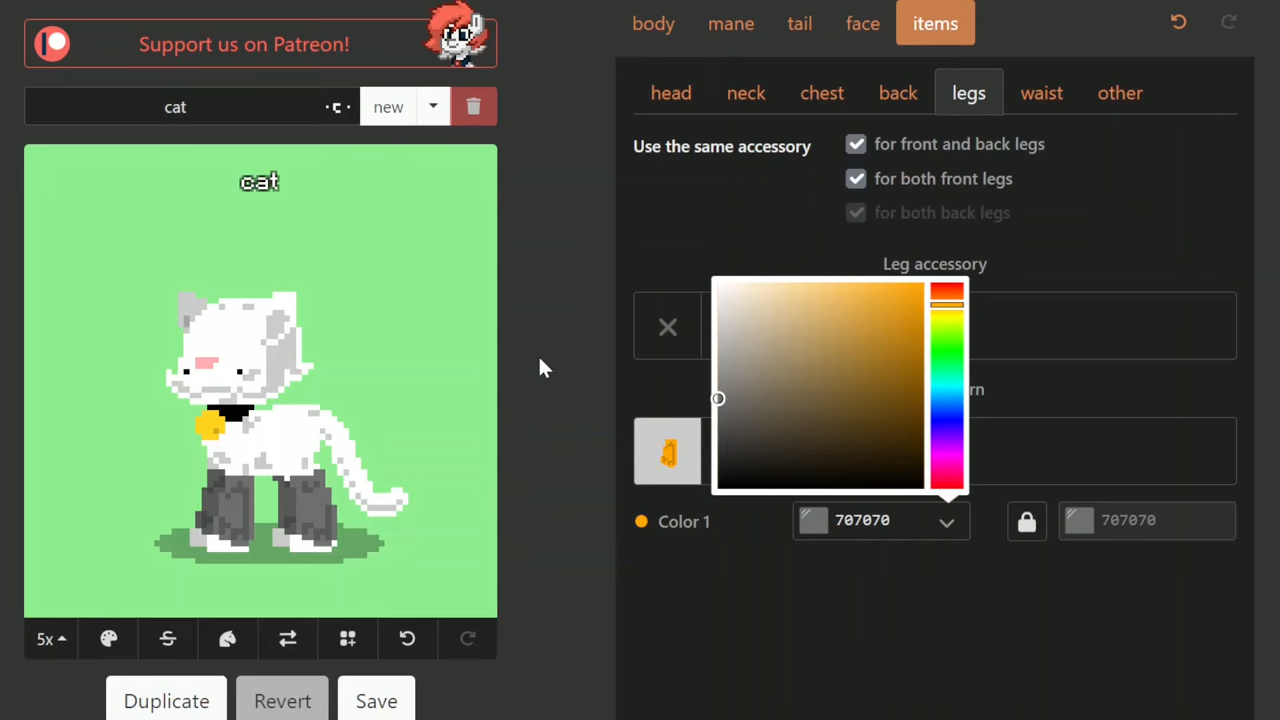 Support us on Patreon!
body mane tail face items
cat new
head neck chest back legs waist other
cat
Use the same accessory
for front and back legs
for both front legs
for both back legs
Leg accessory
Color 1 707070 707070
5x
Duplicate Revert Save